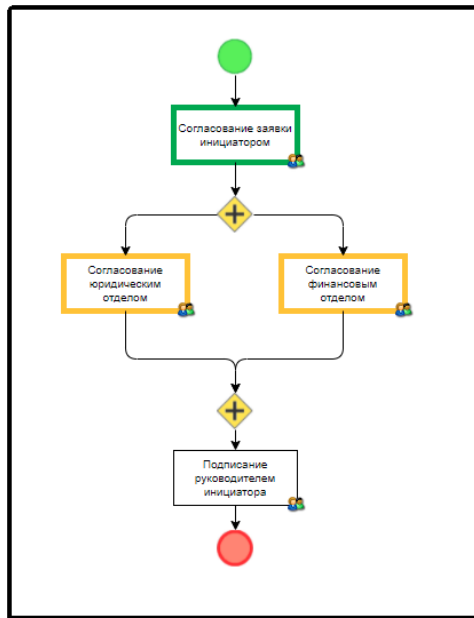 Согласование заявки
инициатором
Согласование
юридическим
отделом
Согласование
финансовым
отделом
Подписание
руководителем
инициатора